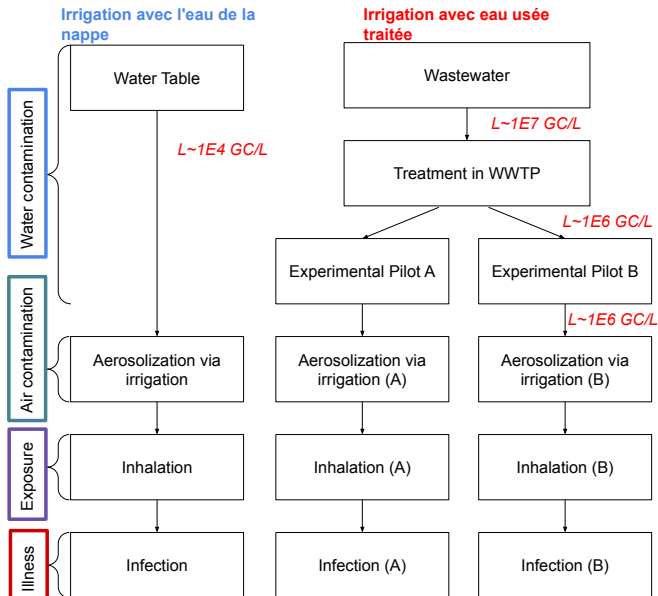 Irrigation avec l'eau de la
nappe
Irrigation avec eau usée
traitée
Water contamination
Water Table
Wastewater
L~1E4 GC/L
L~1E7 GC/L
Treatment in WWTP
L~1E6 GC/L
Experimental Pilot A
Experimental Pilot B
L~1E6 GC/L
Air contamination
Aerosolization via
irrigation
Aerosolization via
irrigation (A)
Aerosolization via
irrigation (B)
Exposure
Inhalation
Inhalation (A)
Inhalation (B)
Illness
Infection
Infection (A)
Infection (B)